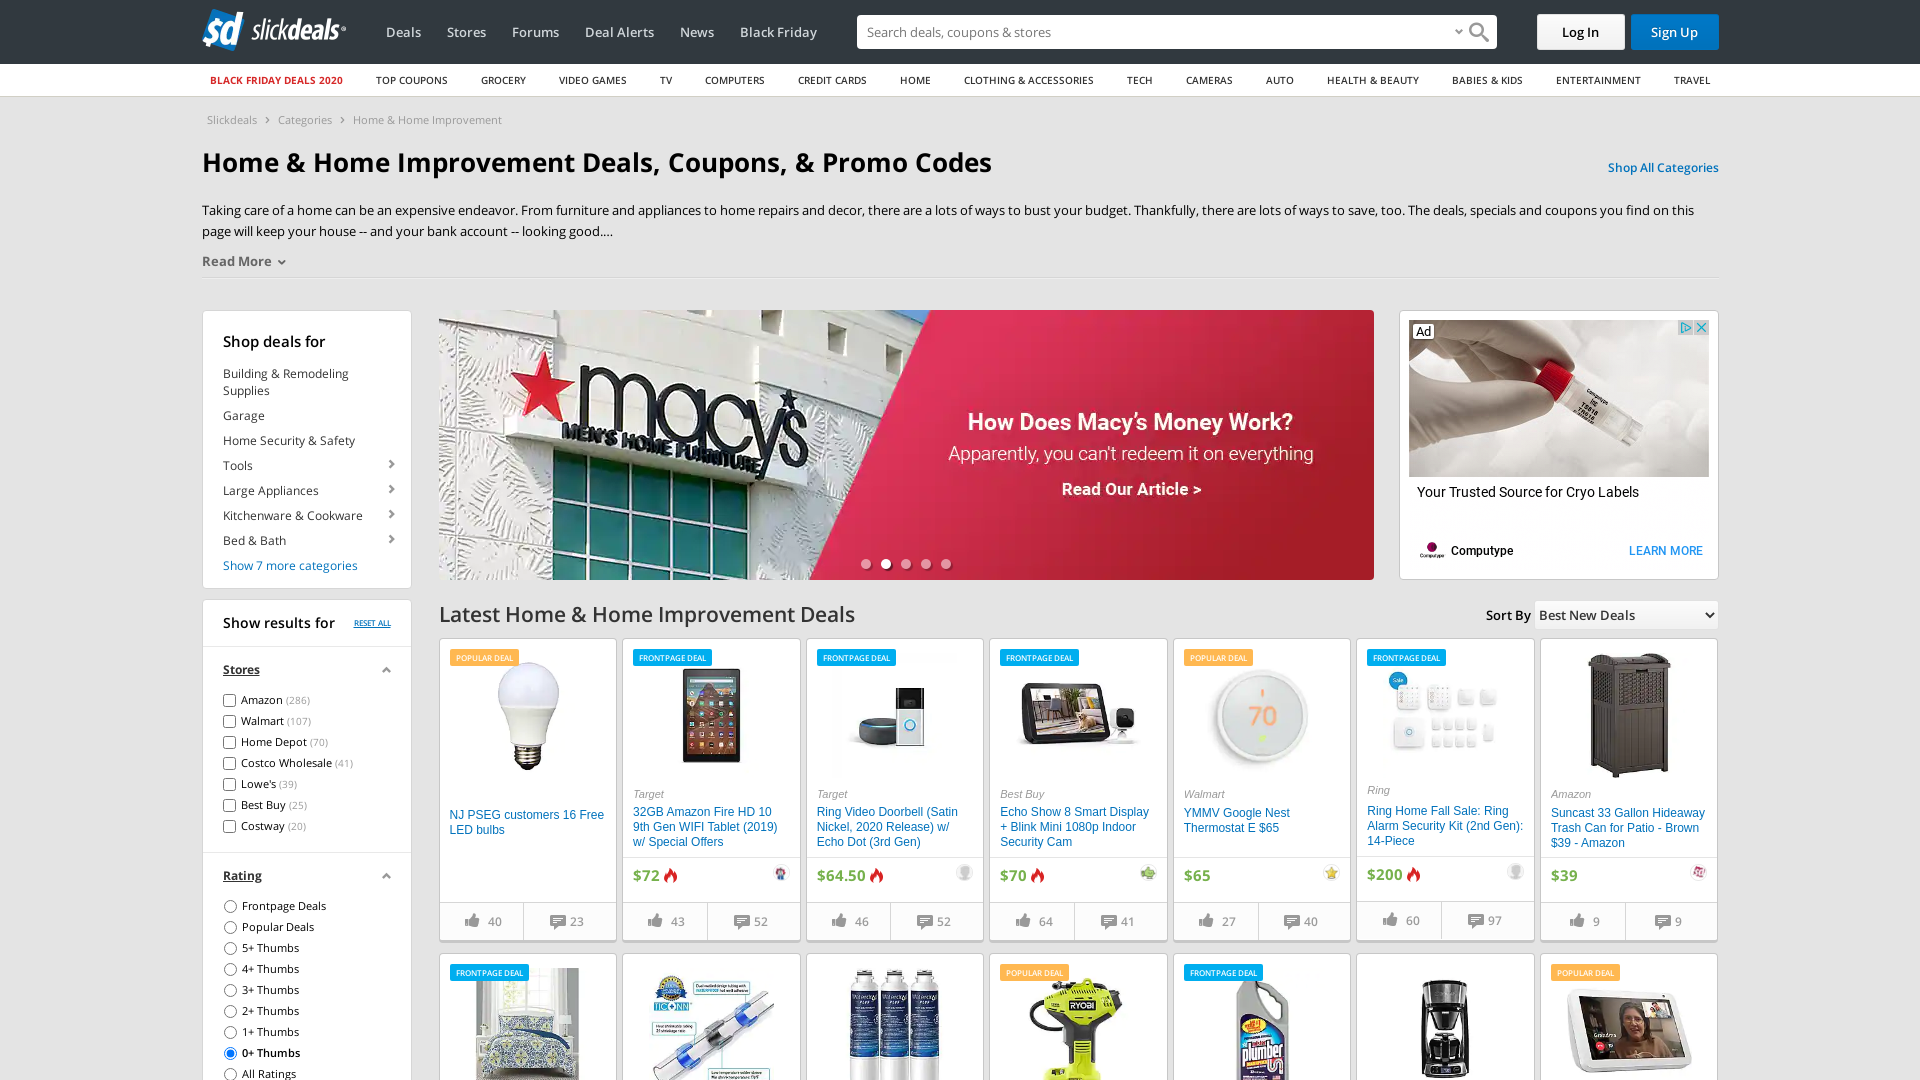 slickdeals
Deals
Stores
Forums
Deal Alerts
News
Black Friday
Search deals, coupons & stores
Log In
Sign Up
BLACK FRIDAY DEALS 2020
TOP COUPONS
GROCERY
VIDEO GAMES
TV
COMPUTERS
CREDIT CARDS
HOME
CLOTHING & ACCESSORIES
TECH
CAMERAS
AUTO
HEALTH & BEAUTY
BABIES & KIDS
ENTERTAINMENT
TRAVEL
Slickdeals > Categories > Home & Home Improvement
Home & Home Improvement Deals, Coupons, & Promo Codes
Shop All Categories
Taking care of a home can be an expensive endeavor. From furniture and appliances to home repairs and decor, there are a lots of ways to bust your budget. Thankfully, there are lots of ways to save, too. The deals, specials and coupons you find on this
page will keep your house -- and your bank account -- looking good.…
Read More
Shop deals for
Building & Remodeling
Supplies
Garage
Home Security & Safety
Tools
Large Appliances
Kitchenware & Cookware
Bed & Bath
Show 7 more categories
Show results for
RESET ALL
Stores
Amazon (286)
Walmart (107)
Home Depot (70)
Costco Wholesale (41)
Lowe's (39)
Best Buy (25)
Costway (20)
Rating
Frontpage Deals
Popular Deals
5+ Thumbs
4+ Thumbs
3+ Thumbs
2+ Thumbs
1+ Thumbs
0+ Thumbs
All Ratings
macy's
MEN'S HOME FURNITURE
How Does Macy's Money Work?
Apparently, you can't redeem it on everything
Read Our Article >
Ad
Your Trusted Source for Cryo Labels
Computype
LEARN MORE
Latest Home & Home Improvement Deals
Sort By
Best New Deals
POPULAR DEAL
NJ PSEG customers 16 Free
LED bulbs
40
23
FRONTPAGE DEAL
Target
32GB Amazon Fire HD 10
9th Gen WIFI Tablet (2019)
w/ Special Offers
$72
43
52
FRONTPAGE DEAL
Target
Ring Video Doorbell (Satin
Nickel, 2020 Release) w/
Echo Dot (3rd Gen)
$64.50
46
52
FRONTPAGE DEAL
Best Buy
Echo Show 8 Smart Display
+ Blink Mini 1080p Indoor
Security Cam
$70
64
41
POPULAR DEAL
70
Walmart
YMMV Google Nest
Thermostat E $65
$65
27
40
FRONTPAGE DEAL
Sale
Ring
Ring Home Fall Sale: Ring
Alarm Security Kit (2nd Gen):
14-Piece
$200
60
97
Amazon
Suncast 33 Gallon Hideaway
Trash Can for Patio - Brown
$39 - Amazon
$39
9
9
FRONTPAGE DEAL
TICONN
POPULAR DEAL
RYOBI
FRONTPAGE DEAL
plumber
POPULAR DEAL